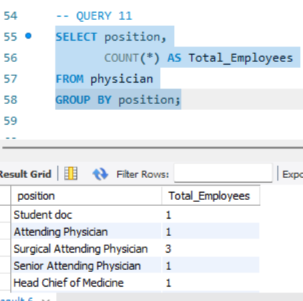 54 -- QUERY 11
55 SELECT position,
56 COUNT(*) AS Total_Employees
57 FROM physician
58 GROUP BY position;
59
Result Grid Filter Rows:
position Total_Employees
Student doc 1
Attending Physician 1
Surgical Attending Physician 3
Senior Attending Physician 1
Head Chief of Medicine 1